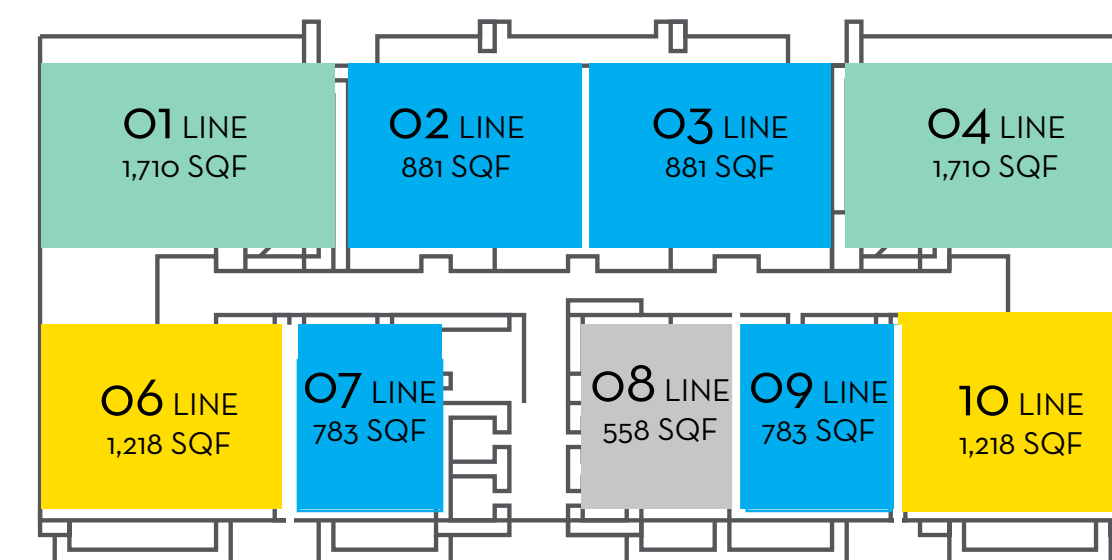 01 LINE
1,710 SQF
02 LINE
881 SQF
03 LINE
881 SQF
04 LINE
1,710 SQF
06 LINE
1,218 SQF
07 LINE
783 SQF
08 LINE
558 SQF
09 LINE
783 SQF
10 LINE
1,218 SQF